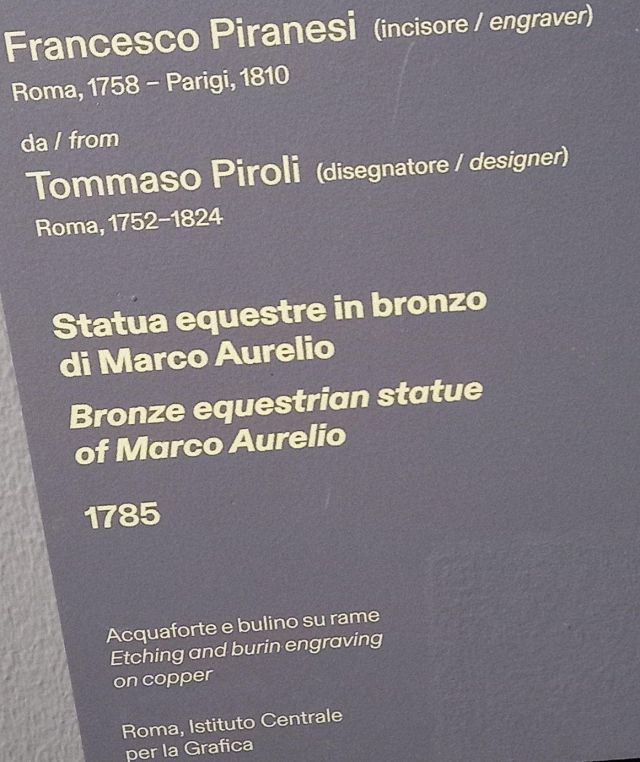 Francesco Piranesi (incisore / engraver)
Roma, 1758 – Parigi, 1810
da / from
Tommaso Piroli (disegnatore / designer)
Roma, 1752–1824
Statua equestre in bronzo
di Marco Aurelio
Bronze equestrian statue
of Marco Aurelio
1785
Acquaforte e bulino su rame
Etching and burin engraving
on copper
Roma, Istituto Centrale
per la Grafica